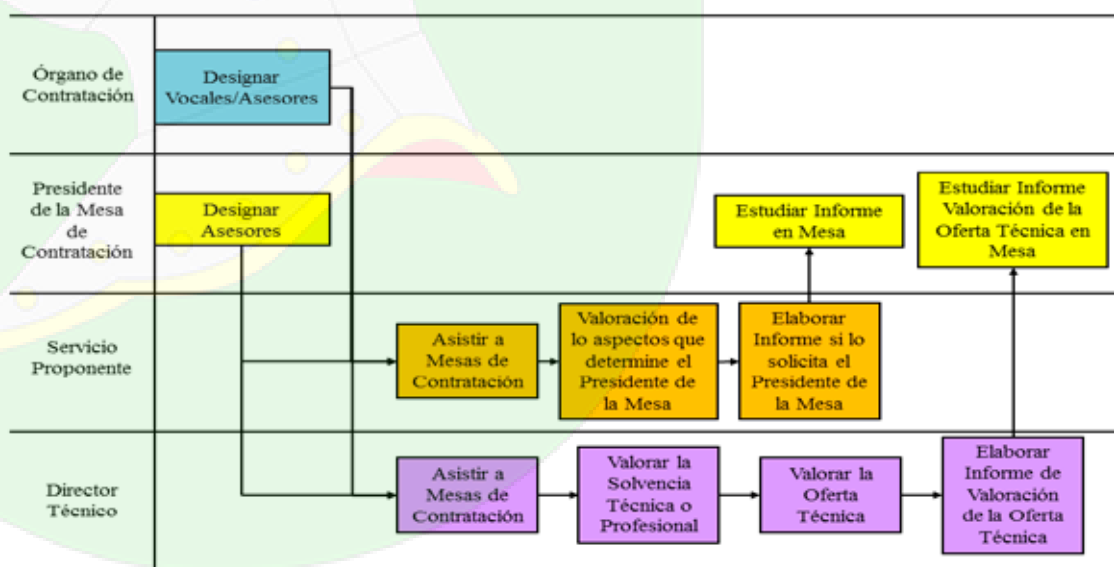 Órgano de
Contratación
Designar
Vocales/Asesores
Presidente
de la Mesa
de
Contratación
Designar
Asesores
Estudiar Informe
en Mesa
Estudiar Informe
Valoración de la
Oferta Técnica en
Mesa
Servicio
Proponente
Asistir a
Mesas de
Contratación
Valoración de
lo aspectos que
determine el
Presidente de
la Mesa
Elaborar
Informe si lo
solicita el
Presidente de
la Mesa
Director
Técnico
Asistir a
Mesas de
Contratación
Valorar la
Solvencia
Técnica o
Profesional
Valorar la
Oferta
Técnica
Elaborar
Informe de
Valoración
de la Oferta
Técnica